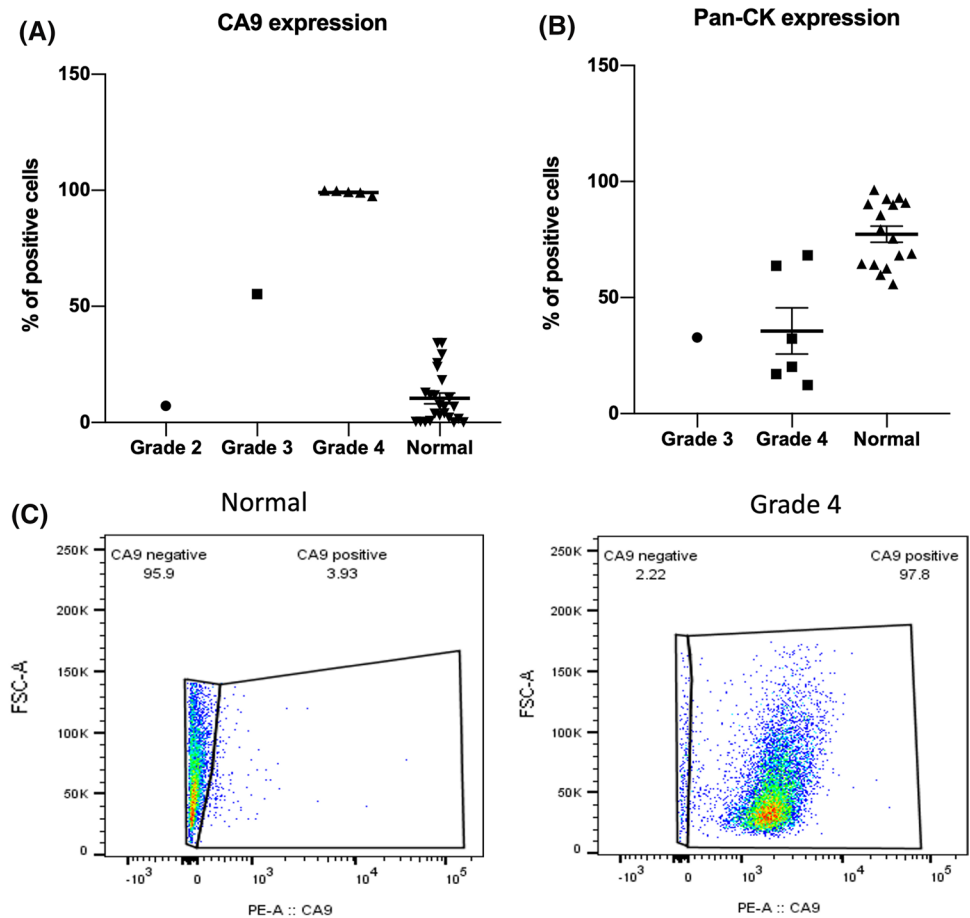 (A)
CA9 expression
% of positive cells
150
100
50
0
Grade 2
Grade 3
Grade 4
Normal
(B)
Pan-CK expression
% of positive cells
150
100
50
0
Grade 3
Grade 4
Normal
(C)
Normal
CA9 negative
95.9
CA9 positive
3.93
FSC-A
250K
200K
150K
100K
50K
0
-10³
0
10³
10⁴
10⁵
PE-A :: CA9
Grade 4
CA9 negative
2.22
CA9 positive
97.8
FSC-A
250K
200K
150K
100K
50K
0
-10³
0
10³
10⁴
10⁵
PE-A :: CA9